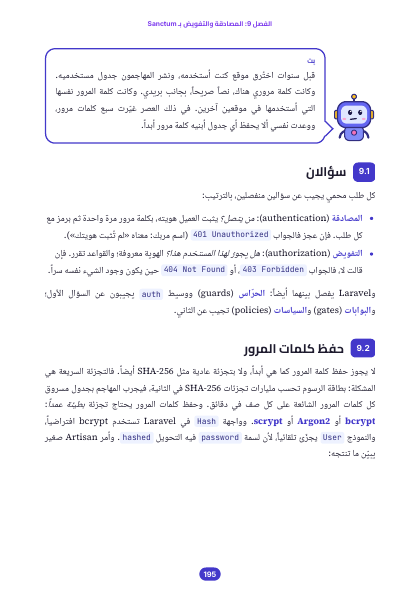 الفصل 9: المصادقة والتفويض بـ Sanctum
بت
قبل سنوات اختُرق موقع كنت أستخدمه، ونشر المهاجمون جدول مستخدميه.
وكانت كلمة مروري هناك، نصاً صريحاً، بجانب بريدي. وكانت كلمة المرور نفسها
التي أستخدمها في موقعين آخرين. في ذلك العصر غيّرت سبع كلمات مرور،
ووعدت نفسي ألا يحفظ أي جدول أبنيه كلمة مرور أبداً.
9.1 سؤالان
كل طلب محمي يجيب عن سؤالين منفصلين، بالترتيب:
• المصادقة (authentication): من يتصل؟ يثبت العميل هويته، بكلمة مرور مرة واحدة ثم برمز مع
كل طلب. فإن عجز فالجواب 401 Unauthorized (اسم مربك: معناه «لم تُثبت هويتك»).
• التفويض (authorization): هل يجوز لهذا المستخدم هذا؟ الهوية معروفة؛ والقواعد تقرر. فإن
قالت لا، فالجواب 403 Forbidden، أو 404 Not Found حين يكون وجود الشيء نفسه سراً.
وLaravel يفصل بينهما أيضاً: الحرّاس (guards) ووسيط auth يجيبون عن السؤال الأول؛
والبوابات (gates) والسياسات (policies) تجيب عن الثاني.
9.2 حفظ كلمات المرور
لا يجوز حفظ كلمة المرور كما هي أبداً، ولا بتجزئة عادية مثل SHA-256 أيضاً. فالتجزئة السريعة هي
المشكلة: بطاقة الرسوم تحسب مليارات تجزئات SHA-256 في الثانية، فيجرب المهاجم بجدول مسروق
كل كلمات المرور الشائعة على كل صف في دقائق. وحفظ كلمات المرور يحتاج تجزئة بطيئة عمداً:
bcrypt أو Argon2 أو scrypt. وواجهة Hash في Laravel تستخدم bcrypt افتراضياً،
والنموذج User يجزئ تلقائياً، لأن لسمة password فيه التحويل hashed. وأمر Artisan صغير
يبيّن ما تنتجه:
195